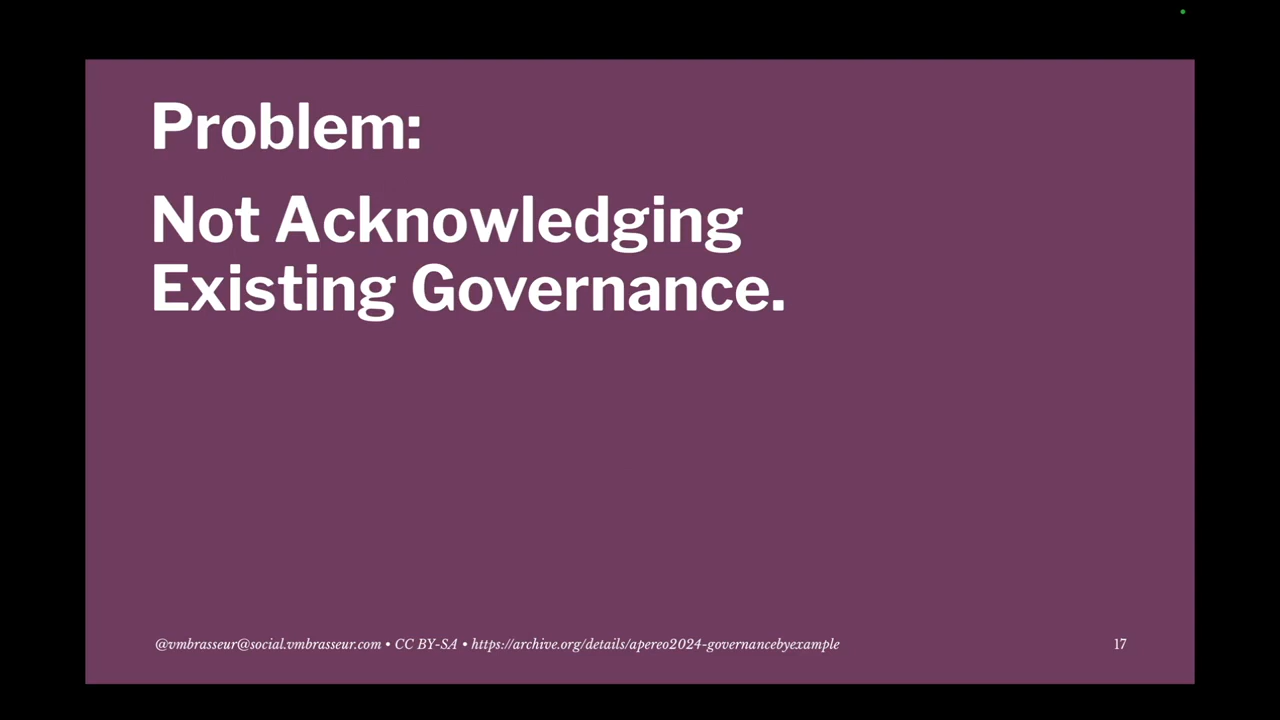 Problem:
Not Acknowledging
Existing Governance.
@vmbrasseur@social.vmbrasseur.com • CC BY-SA • https://archive.org/details/apereo2024-governancebyexample
17